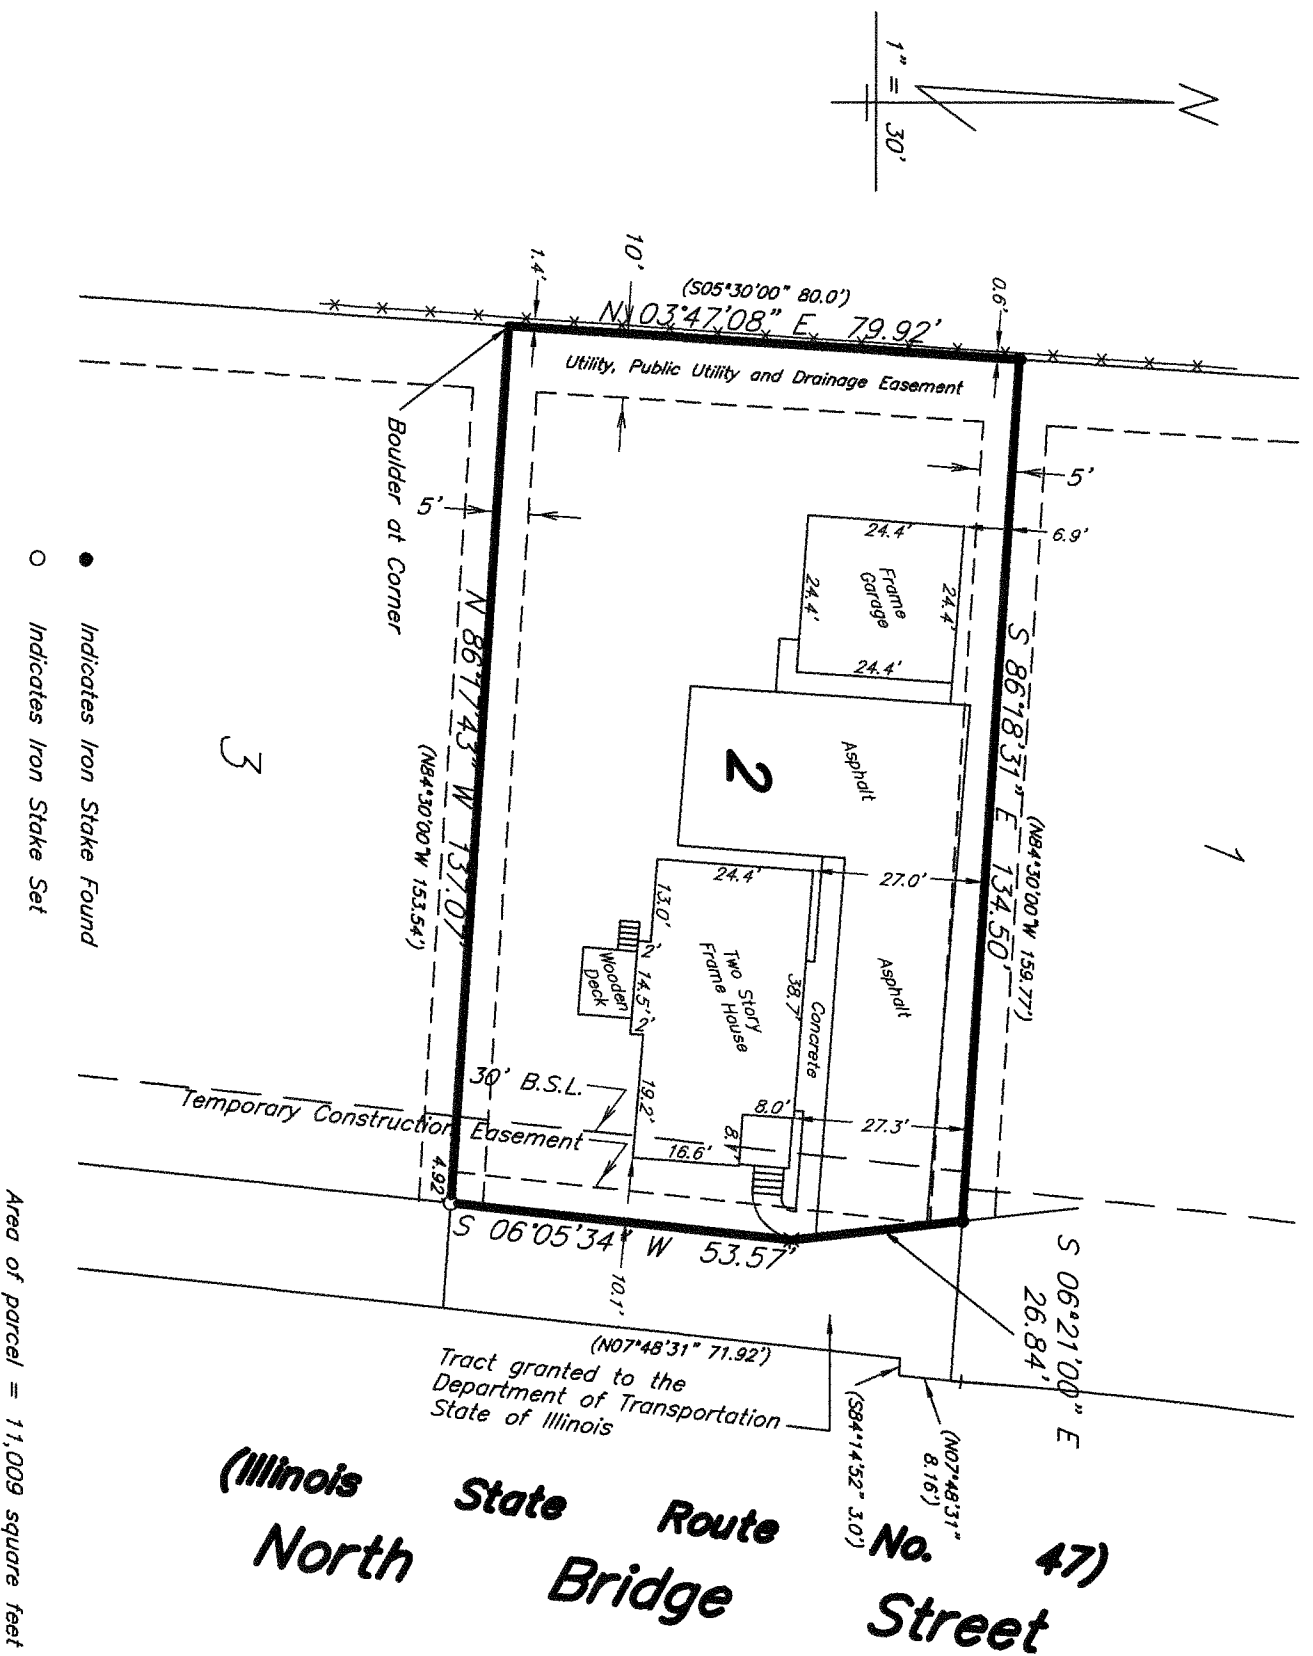 N
1" = 30'
0.6'
10'
1.4'
(S05°30'00" 80.0')
N 03°47'08" E 79.92'
Utility, Public Utility and Drainage Easement
Boulder at Corner
5'
5'
6.9'
24.4'
24.4'
24.4'
24.4'
Frame
Garage
S 86°18'31" E 134.50'
(N84°30'00"W 159.77')
1
2
3
N 86°17'43" W 137.07'
(N84°30'00"W 153.54')
Asphalt
Asphalt
27.0'
24.4'
13.0'
2'
14.5'
2'
Wooden
Deck
Two Story
Frame House
38.7'
Concrete
19.2'
8.0'
8.1'
16.6'
27.3'
30' B.S.L.
Temporary Construction Easement
4.92
S 06°05'34" W 53.57'
10.1'
S 06°21'00" E
26.84'
(N07°48'31" 71.92')
Tract granted to the
Department of Transportation
State of Illinois
(S84°14'52" 3.0')
(N07°48'31"
8.16')
(Illinois State Route No. 47)
North Bridge Street
● Indicates Iron Stake Found
○ Indicates Iron Stake Set
Area of parcel = 11,009 square feet